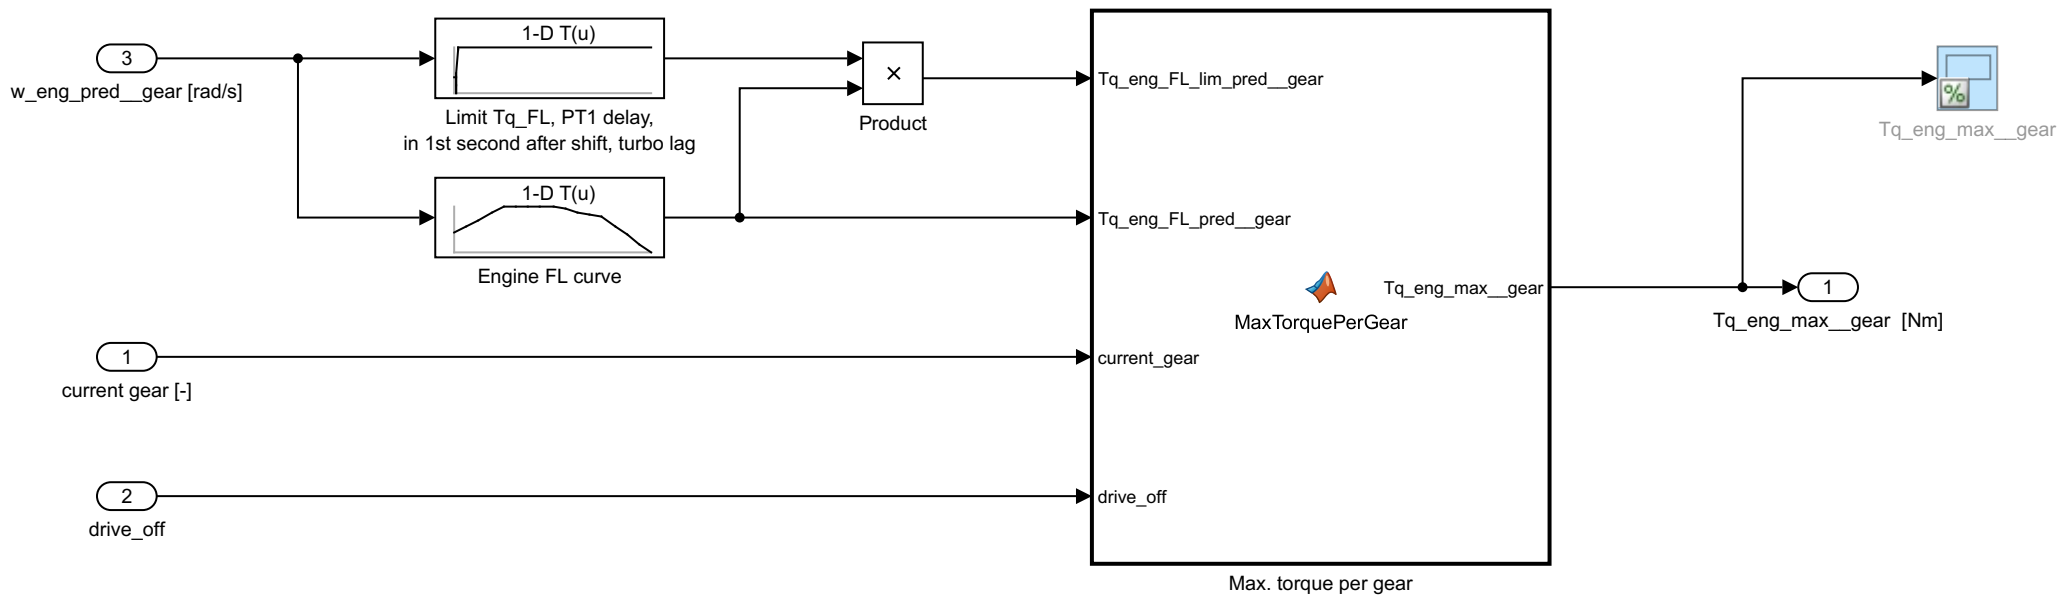 3
w_eng_pred__gear [rad/s]
1-D T(u)
Limit Tq_FL, PT1 delay,
in 1st second after shift, turbo lag
1-D T(u)
Engine FL curve
×
Product
1
current gear [-]
2
drive_off
Tq_eng_FL_lim_pred__gear
Tq_eng_FL_pred__gear
current_gear
drive_off
MaxTorquePerGear
Tq_eng_max__gear
Max. torque per gear
%
Tq_eng_max__gear
1
Tq_eng_max__gear  [Nm]